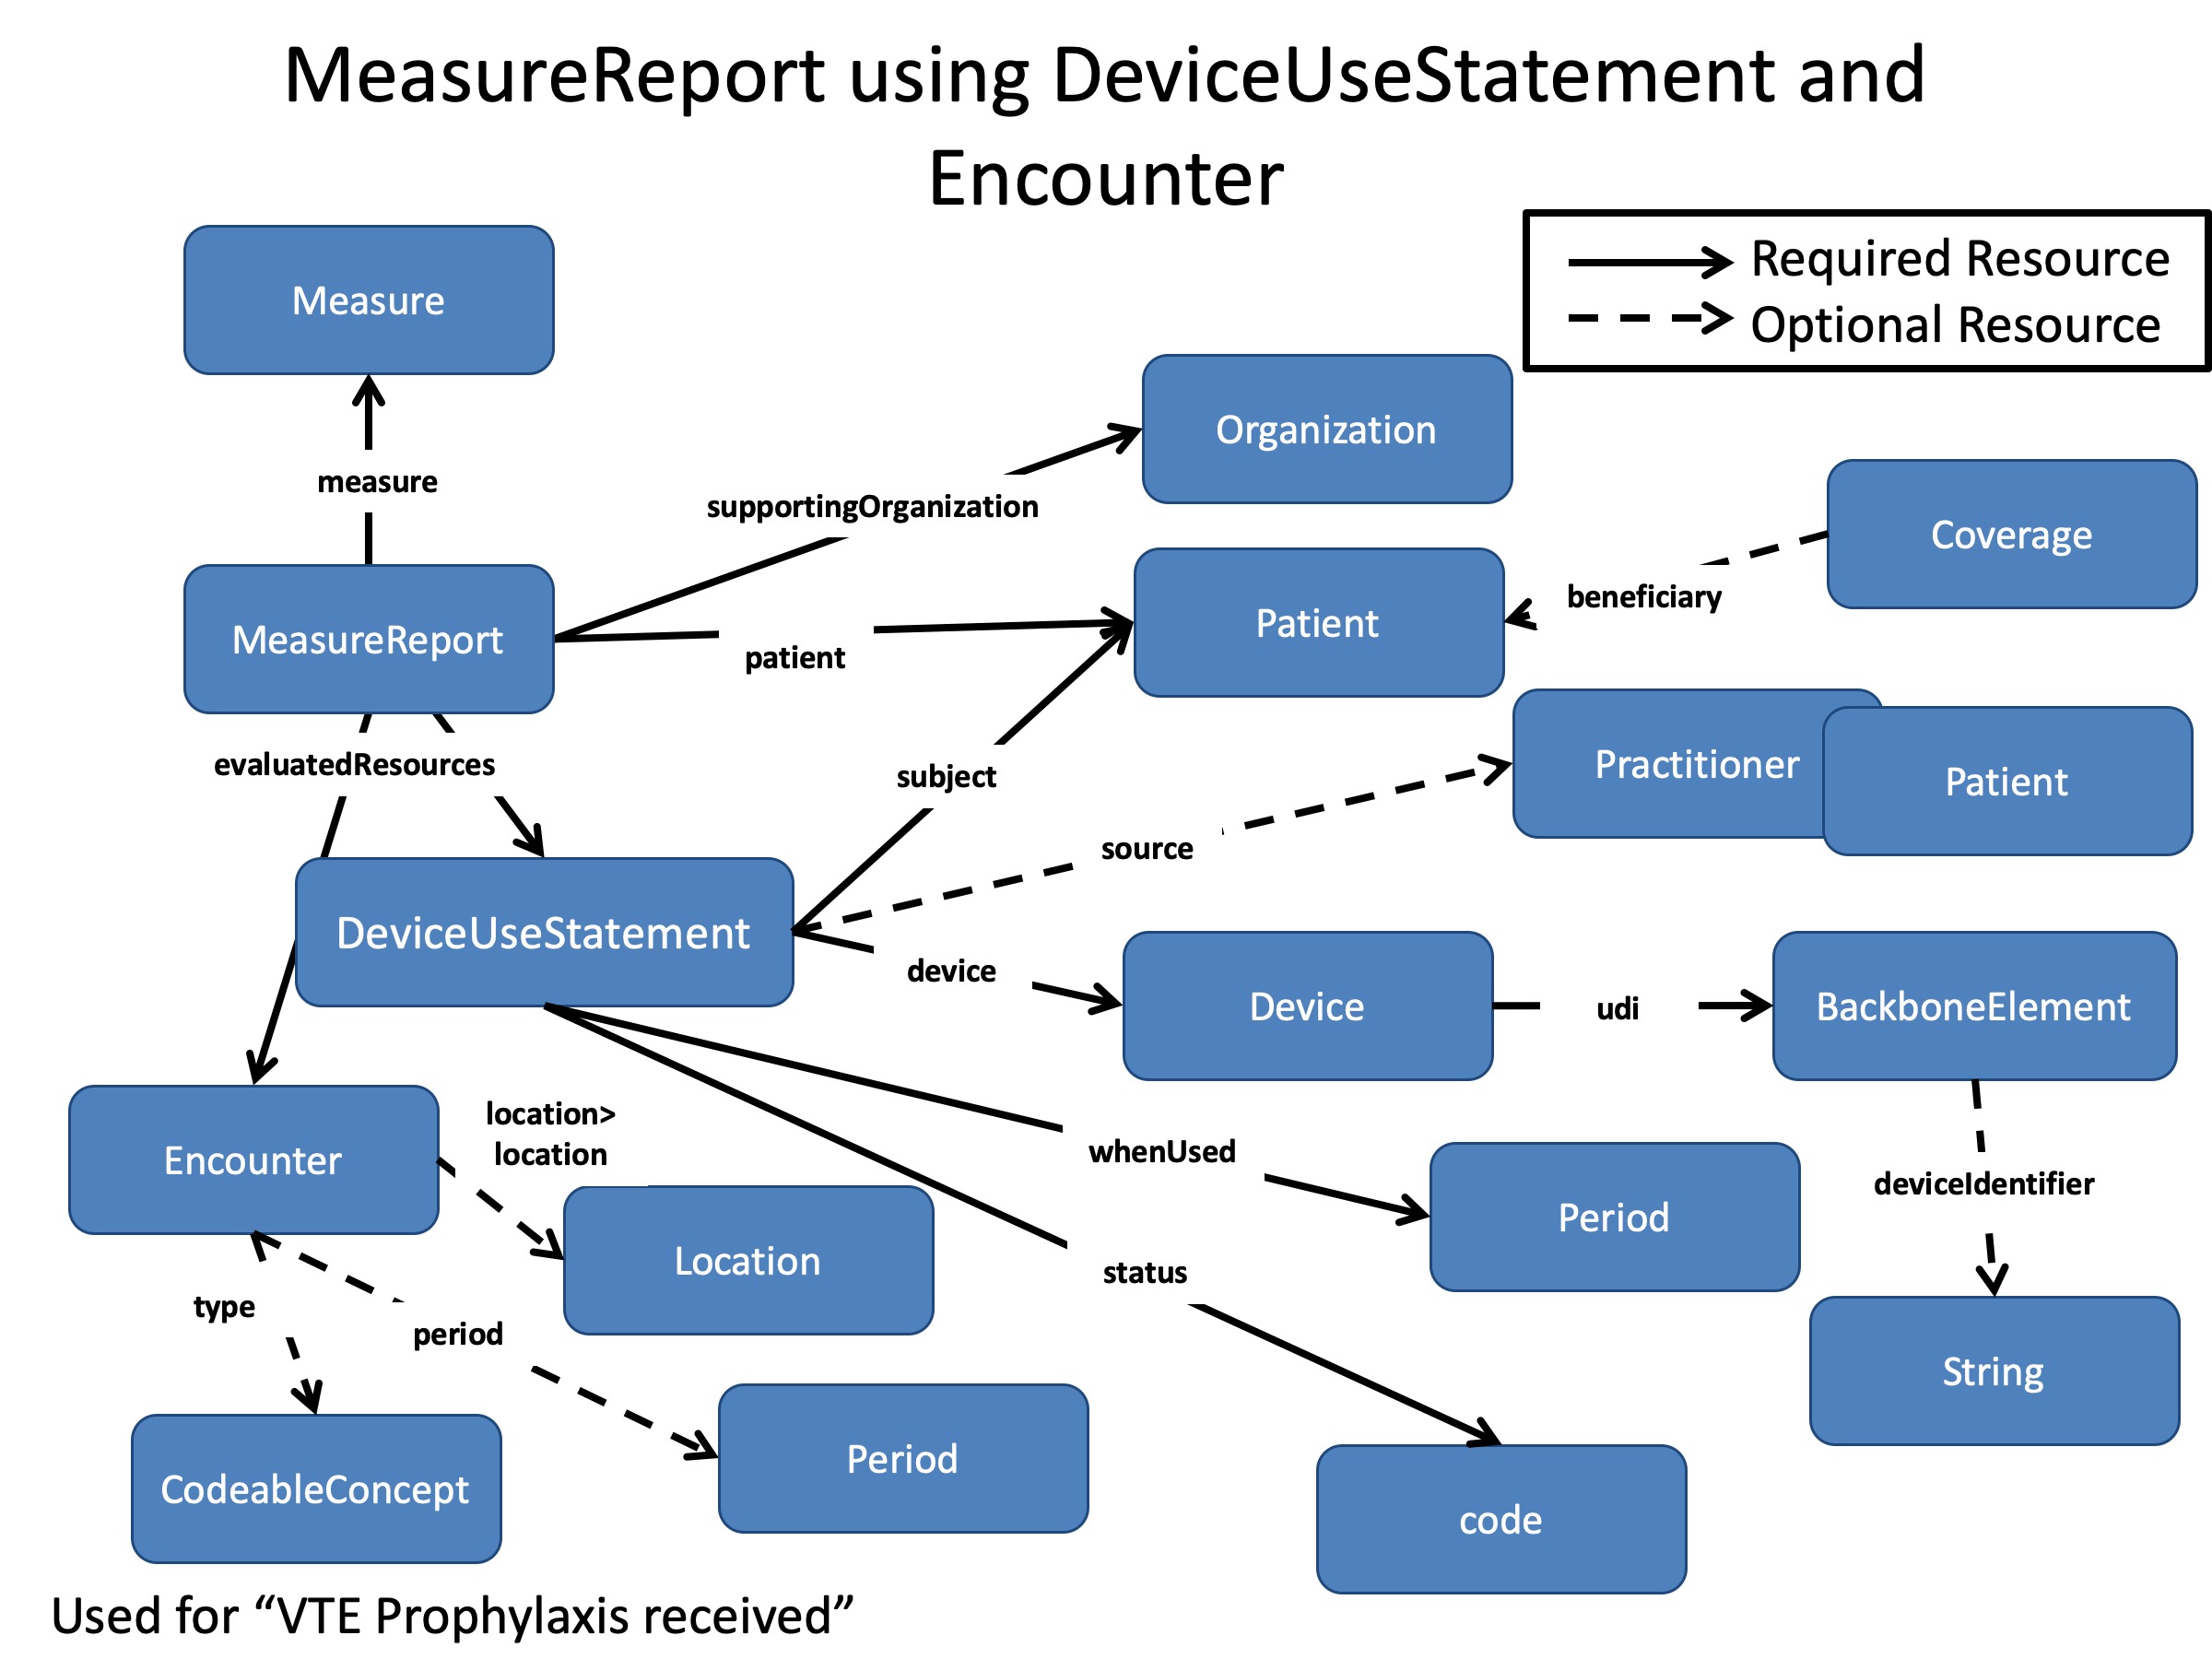 MeasureReport using DeviceUseStatement and
Encounter
Required Resource
Optional Resource
Measure
measure
Organization
supportingOrganization
Coverage
beneficiary
MeasureReport
patient
Patient
evaluatedResources
subject
Practitioner
Patient
source
DeviceUseStatement
device
Device
udi
BackboneElement
Encounter
location>
location
whenUsed
Period
deviceIdentifier
Location
type
period
status
String
CodeableConcept
Period
code
Used for “VTE Prophylaxis received”